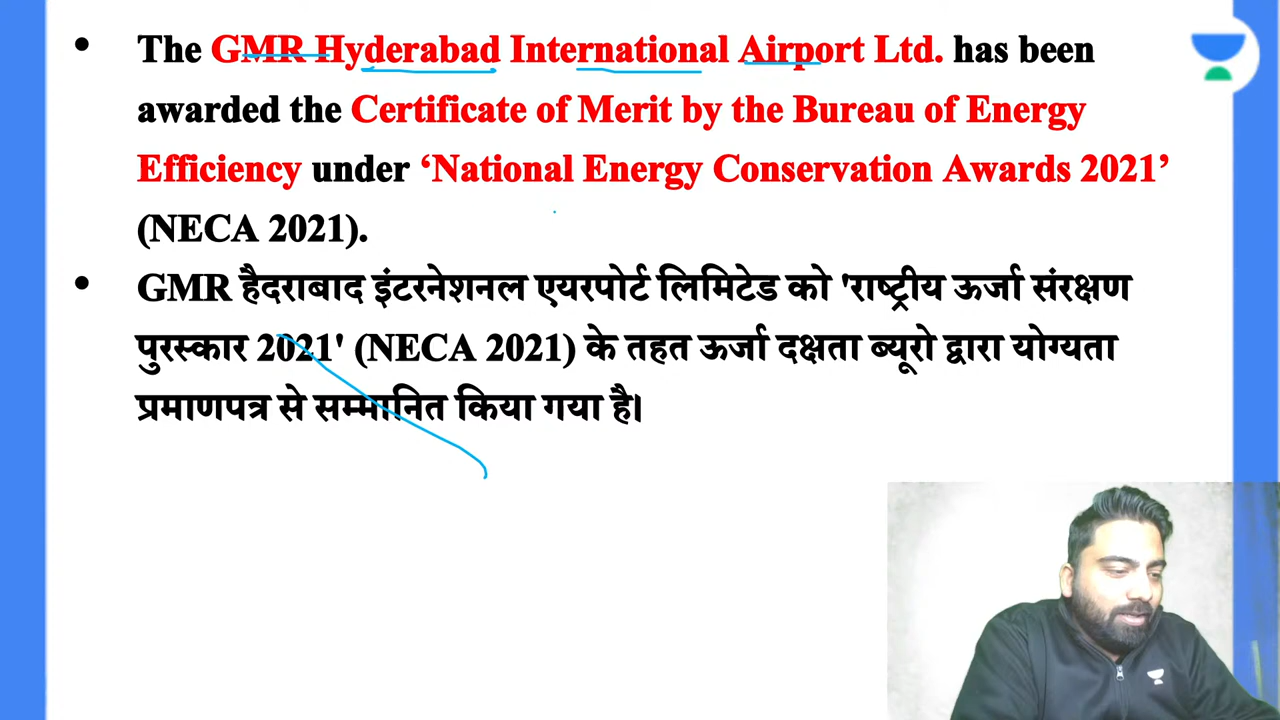 • The GMR Hyderabad International Airport Ltd. has been
awarded the Certificate of Merit by the Bureau of Energy
Efficiency under ‘National Energy Conservation Awards 2021’
(NECA 2021).
• GMR हैदराबाद इंटरनेशनल एयरपोर्ट लिमिटेड को 'राष्ट्रीय ऊर्जा संरक्षण
पुरस्कार 2021' (NECA 2021) के तहत ऊर्जा दक्षता ब्यूरो द्वारा योग्यता
प्रमाणपत्र से सम्मानित किया गया है।